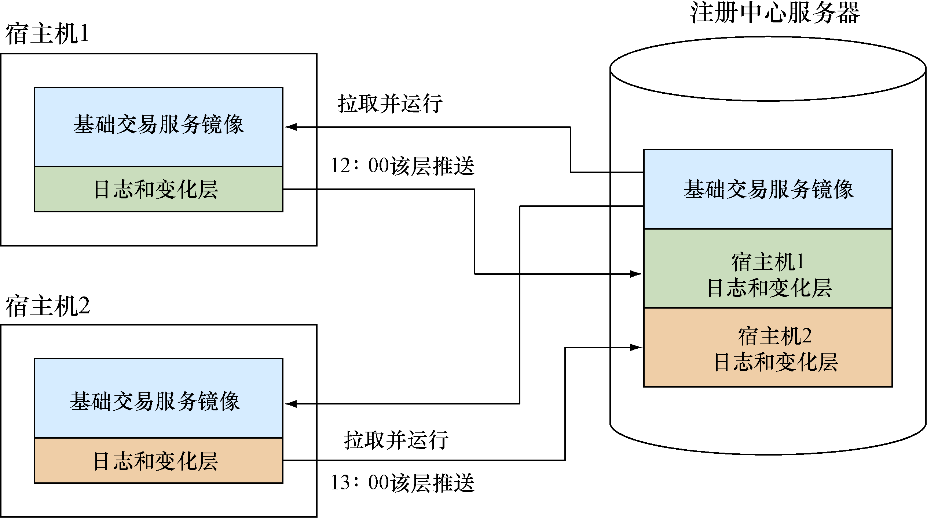 注册中心服务器
宿主机1
拉取并运行
基础交易服务镜像
12：00该层推送
日志和变化层
基础交易服务镜像
宿主机1
日志和变化层
宿主机2
日志和变化层
宿主机2
基础交易服务镜像
拉取并运行
日志和变化层
13：00该层推送